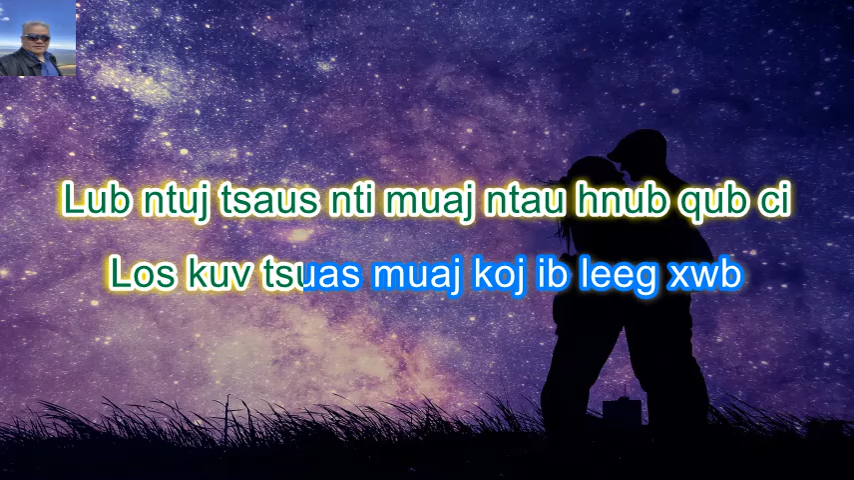 Lub ntuj tsaus nti muaj ntau hnub qub ci
Los kuv tsuas muaj koj ib leeg xwb